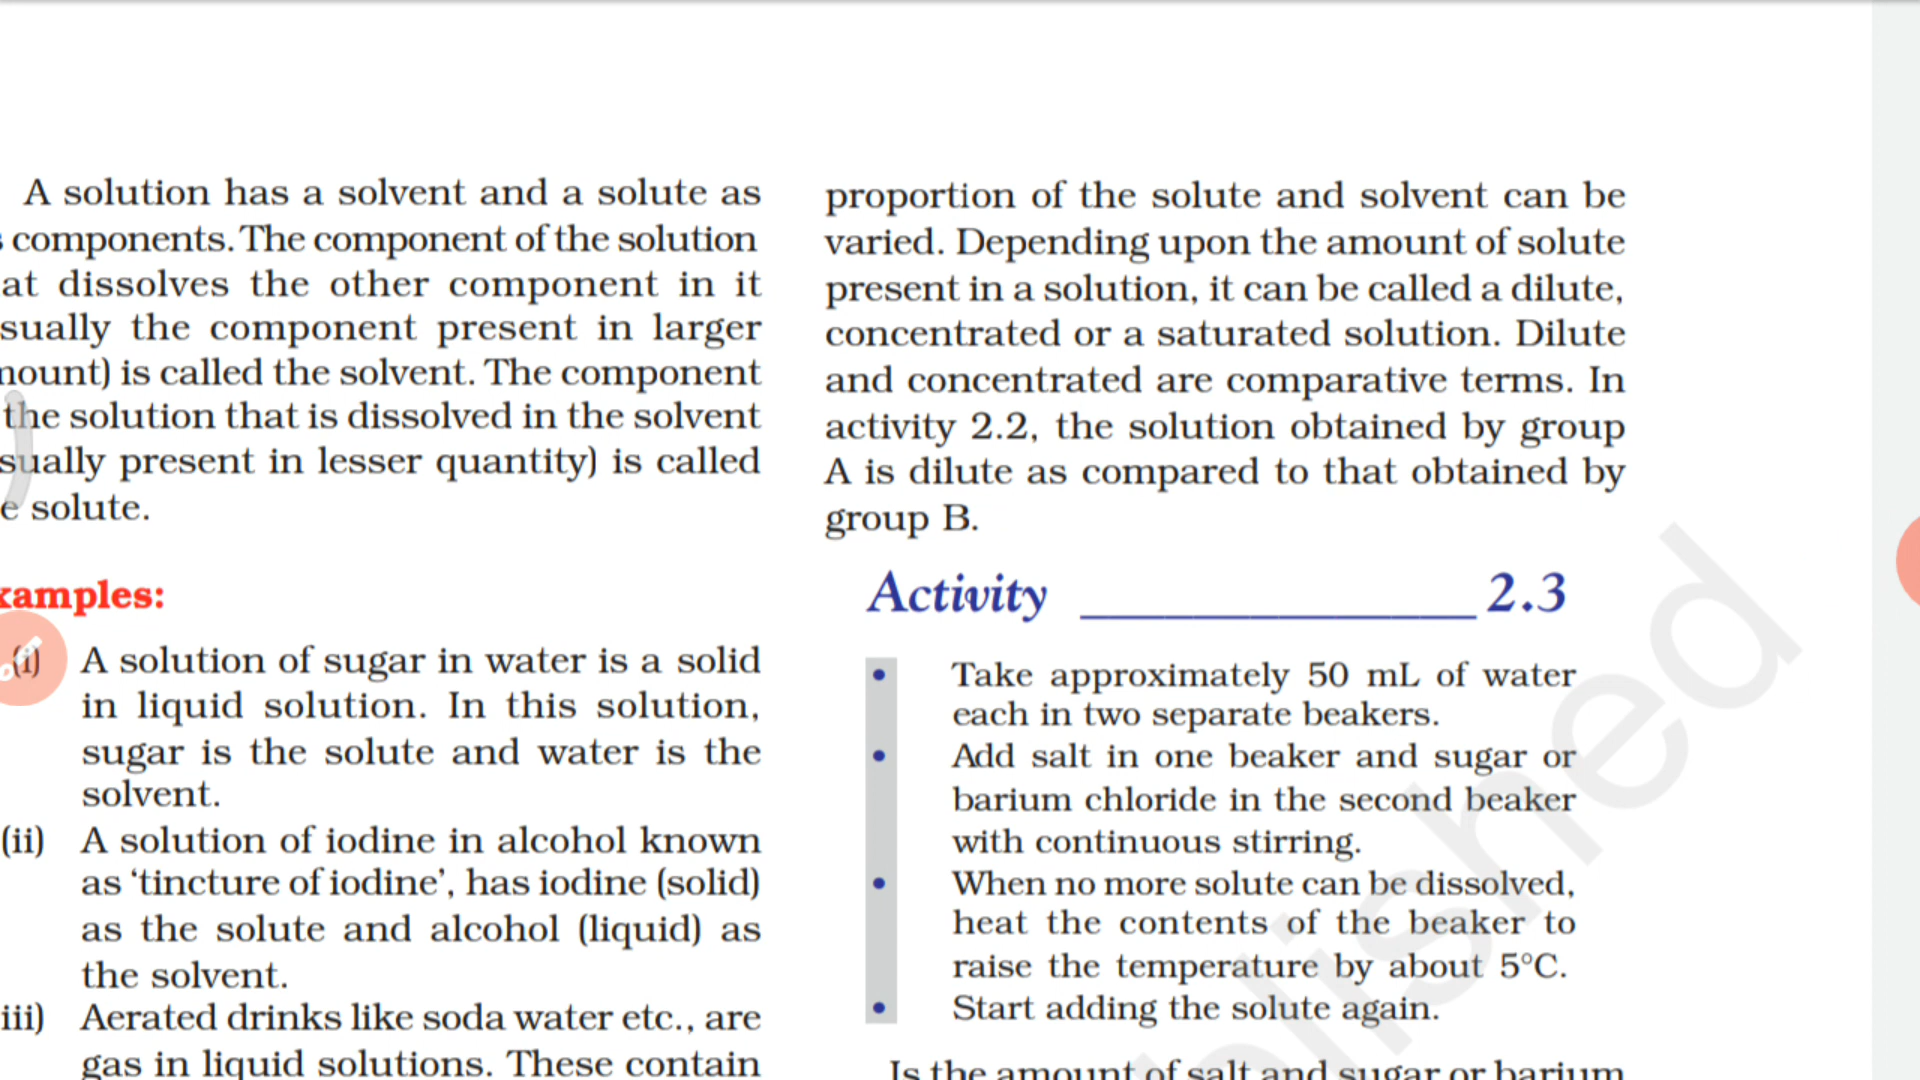 A solution has a solvent and a solute as
components. The component of the solution
at dissolves the other component in it
sually the component present in larger
mount) is called the solvent. The component
the solution that is dissolved in the solvent
sually present in lesser quantity) is called
e solute.
xamples:
(i) A solution of sugar in water is a solid
in liquid solution. In this solution,
sugar is the solute and water is the
solvent.
(ii) A solution of iodine in alcohol known
as ‘tincture of iodine’, has iodine (solid)
as the solute and alcohol (liquid) as
the solvent.
iii) Aerated drinks like soda water etc., are
gas in liquid solutions. These contain
proportion of the solute and solvent can be
varied. Depending upon the amount of solute
present in a solution, it can be called a dilute,
concentrated or a saturated solution. Dilute
and concentrated are comparative terms. In
activity 2.2, the solution obtained by group
A is dilute as compared to that obtained by
group B.
Activity ______________ 2.3
• Take approximately 50 mL of water
each in two separate beakers.
• Add salt in one beaker and sugar or
barium chloride in the second beaker
with continuous stirring.
• When no more solute can be dissolved,
heat the contents of the beaker to
raise the temperature by about 5°C.
• Start adding the solute again.
Is the amount of salt and sugar or barium
blished